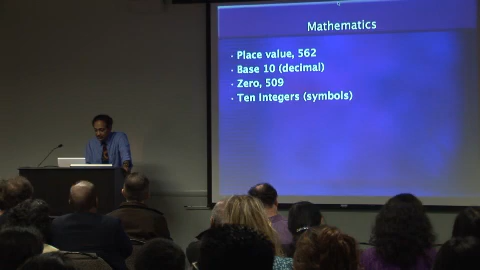 Mathematics
• Place value, 562
• Base 10 (decimal)
• Zero, 509
• Ten Integers (symbols)